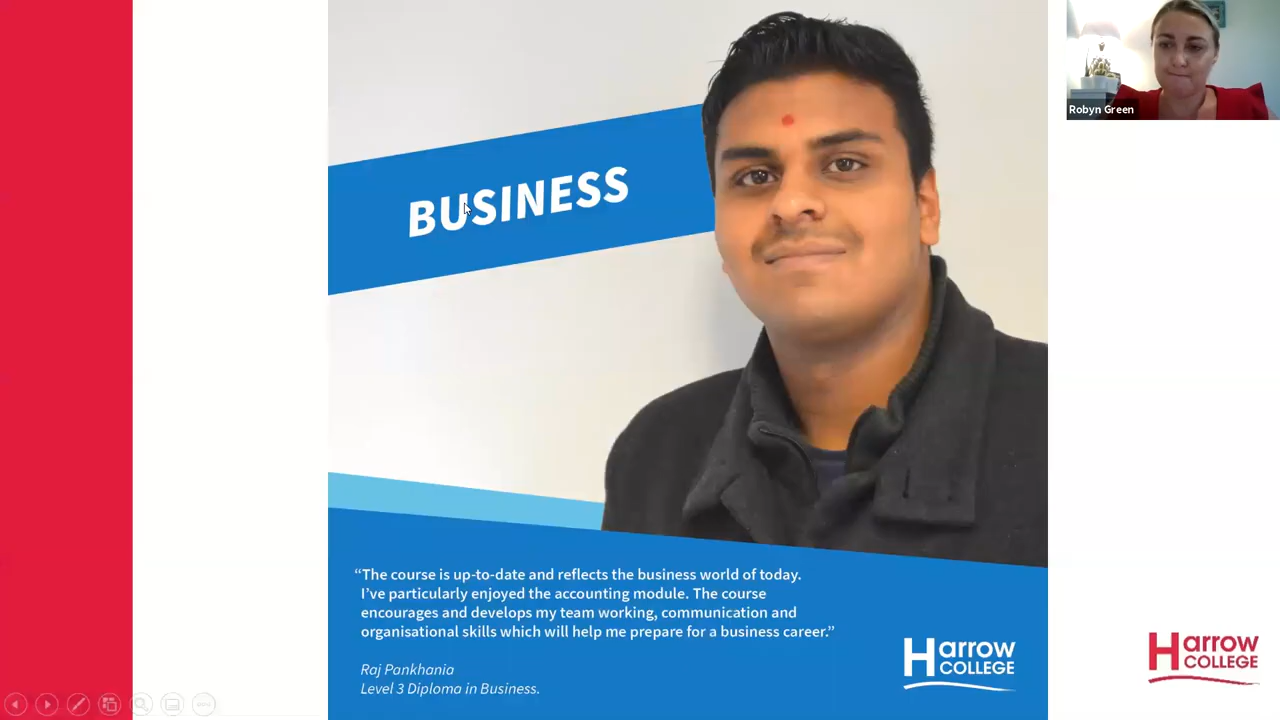 Robyn Green
BUSINESS
“The course is up-to-date and reflects the business world of today.
I’ve particularly enjoyed the accounting module. The course
encourages and develops my team working, communication and
organisational skills which will help me prepare for a business career.”
Raj Pankhania
Level 3 Diploma in Business.
Harrow
COLLEGE
Harrow
COLLEGE